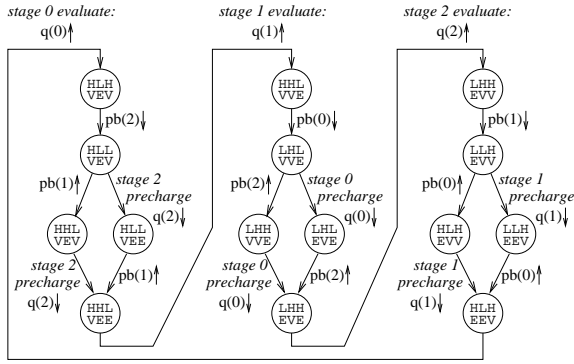 stage 0 evaluate:
q(0)↑
HLH
VEV
pb(2)↓
HLL
VEV
pb(1)↑
stage 2
precharge
q(2)↓
HHL
VEV
HLL
VEE
stage 2
precharge
q(2)↓
pb(1)↑
HHL
VEE
stage 1 evaluate:
q(1)↑
HHL
VVE
pb(0)↓
LHL
VVE
pb(2)↑
stage 0
precharge
q(0)↓
LHH
VVE
LHL
EVE
stage 0
precharge
q(0)↓
pb(2)↑
LHH
EVE
stage 2 evaluate:
q(2)↑
LHH
EVV
pb(1)↓
LLH
EVV
pb(0)↑
stage 1
precharge
q(1)↓
HLH
EVV
LLH
EEV
stage 1
precharge
q(1)↓
pb(0)↑
HLH
EEV